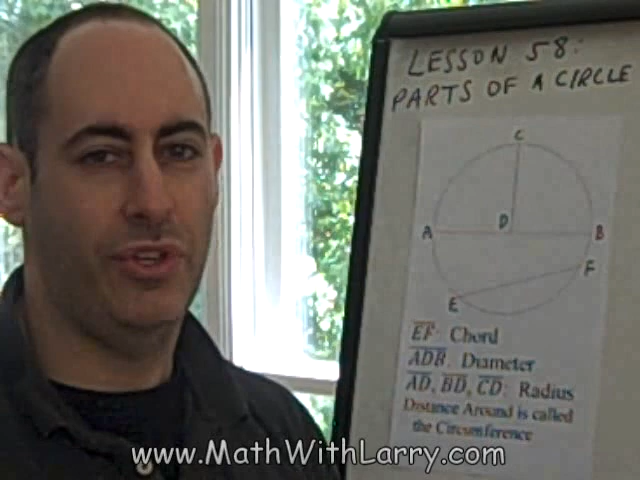 LESSON 58:
PARTS OF A CIRCLE
C
A D B
F
E
EF: Chord
ADB: Diameter
AD, BD, CD: Radius
Distance Around is called
the Circumference
www.MathWithLarry.com